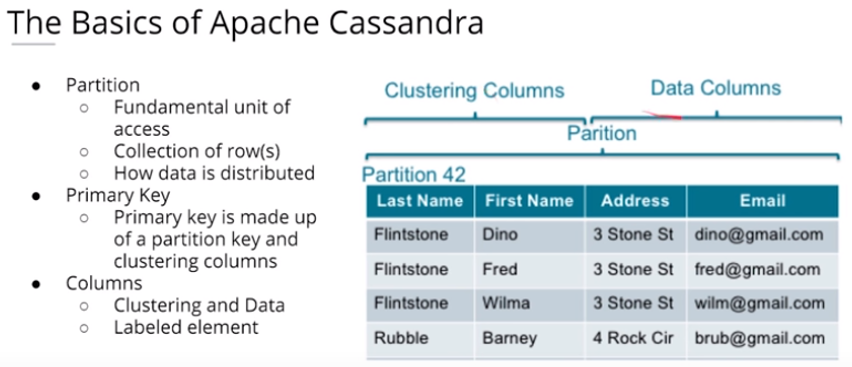 The Basics of Apache Cassandra
● Partition
○ Fundamental unit of
access
○ Collection of row(s)
○ How data is distributed
● Primary Key
○ Primary key is made up
of a partition key and
clustering columns
● Columns
○ Clustering and Data
○ Labeled element
Clustering Columns Data Columns
Parition
Partition 42
Last Name First Name Address Email
Flintstone Dino 3 Stone St dino@gmail.com
Flintstone Fred 3 Stone St fred@gmail.com
Flintstone Wilma 3 Stone St wilm@gmail.com
Rubble Barney 4 Rock Cir brub@gmail.com